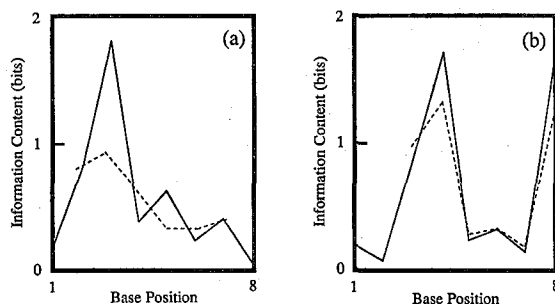 2
(a)
Information Content (bits)
1
0
1
8
Base Position
2
(b)
Information Content (bits)
1
0
1
8
Base Position